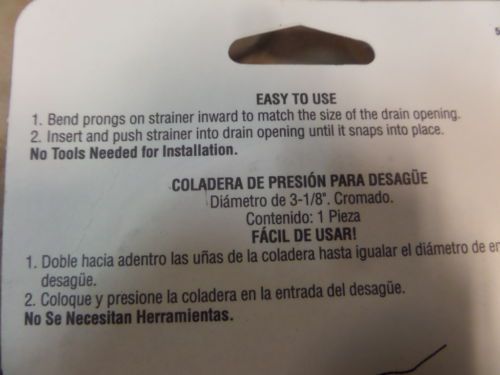 EASY TO USE
1. Bend prongs on strainer inward to match the size of the drain opening.
2. Insert and push strainer into drain opening until it snaps into place.
No Tools Needed for Installation.
COLADERA DE PRESIÓN PARA DESAGÜE
Diámetro de 3-1/8". Cromado.
Contenido: 1 Pieza
FÁCIL DE USAR!
1. Doble hacia adentro las uñas de la coladera hasta igualar el diámetro de
desagüe.
2. Coloque y presione la coladera en la entrada del desagüe.
No Se Necesitan Herramientas.